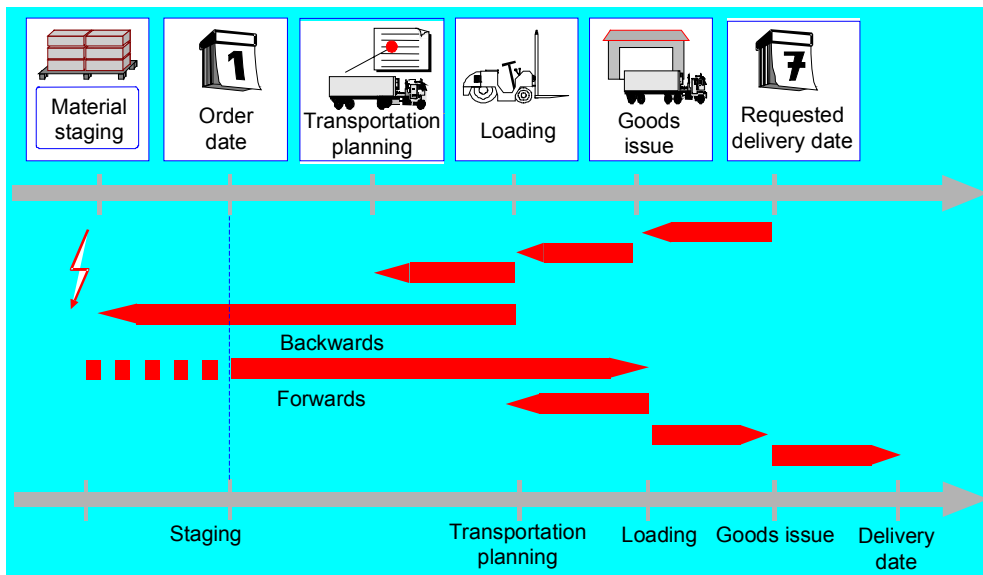 1
7
Material
staging
Order
date
Transportation
planning
Loading
Goods
issue
Requested
delivery date
Backwards
Forwards
Staging
Transportation
planning
Loading
Goods issue
Delivery
date